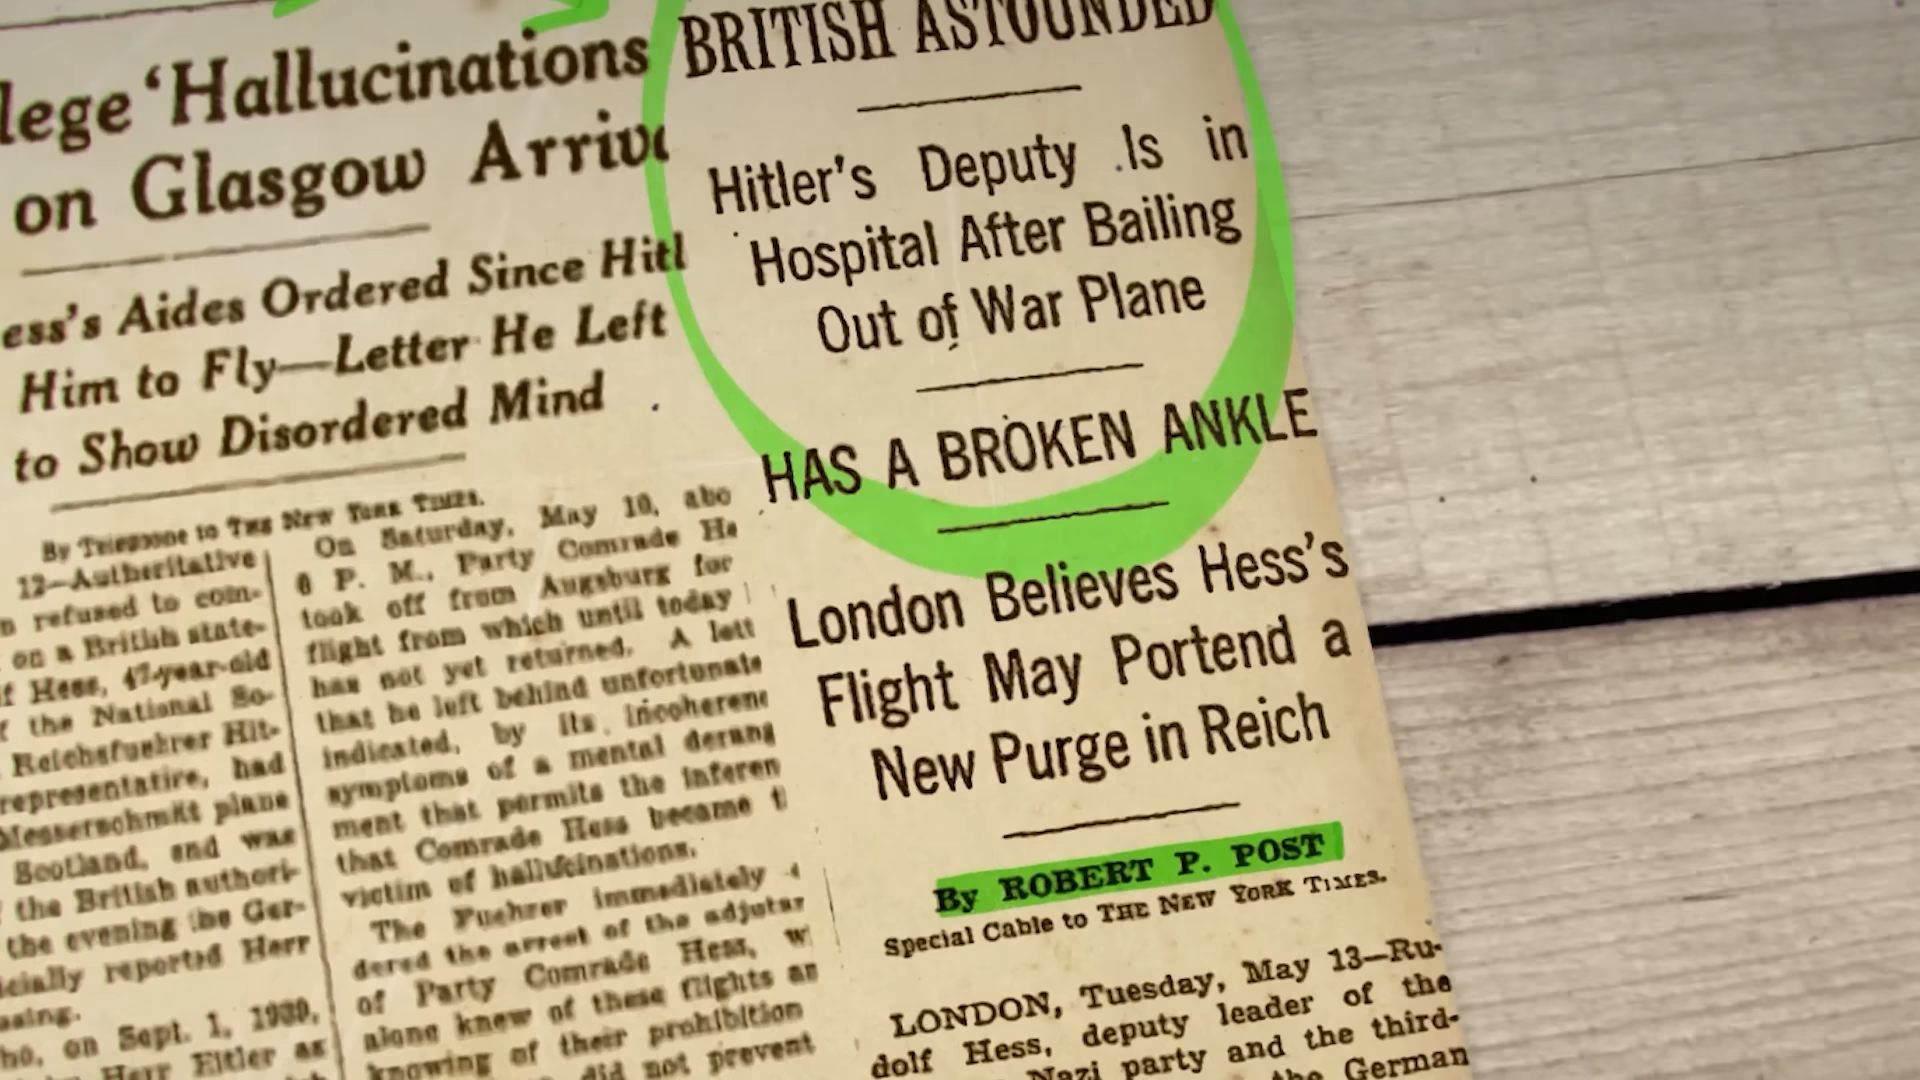 lege 'Hallucinations
on Glasgow Arriva
ess's Aides Ordered Since Hitl
Him to Fly—Letter He Left
to Show Disordered Mind
By Telephone to THE NEW YORK TIMES.
12—Authoritative
n refused to com-
on a British state-
f Hess, 47-year-old
f the National So-
Reichsfuehrer Hit-
representative, had
Messerschmitt plane
Scotland, and was
the British authori-
the evening the Ger-
cially reported Herr
ssing.
ho, on Sept. 1, 1939,
Herr Hitler as
On Saturday, May 10, abo
6 P. M., Party Comrade He
took off from Augsburg for
flight from which until today
has not yet returned. A lett
that he left behind unfortunate
indicated, by its incoherenc
symptoms of a mental derang
ment that permits the inferen
that Comrade Hess became t
victim of hallucinations.
The Fuehrer immediately
dered the arrest of the adjutar
of Party Comrade Hess, w
alone knew of these flights an
knowing of their prohibition
did not prevent
BRITISH ASTOUNDED
Hitler's Deputy Is in
Hospital After Bailing
Out of War Plane
HAS A BROKEN ANKLE
London Believes Hess's
Flight May Portend a
New Purge in Reich
By ROBERT P. POST
Special Cable to THE NEW YORK TIMES.
LONDON, Tuesday, May 13—Ru-
dolf Hess, deputy leader of the
Nazi party and the third-
the German